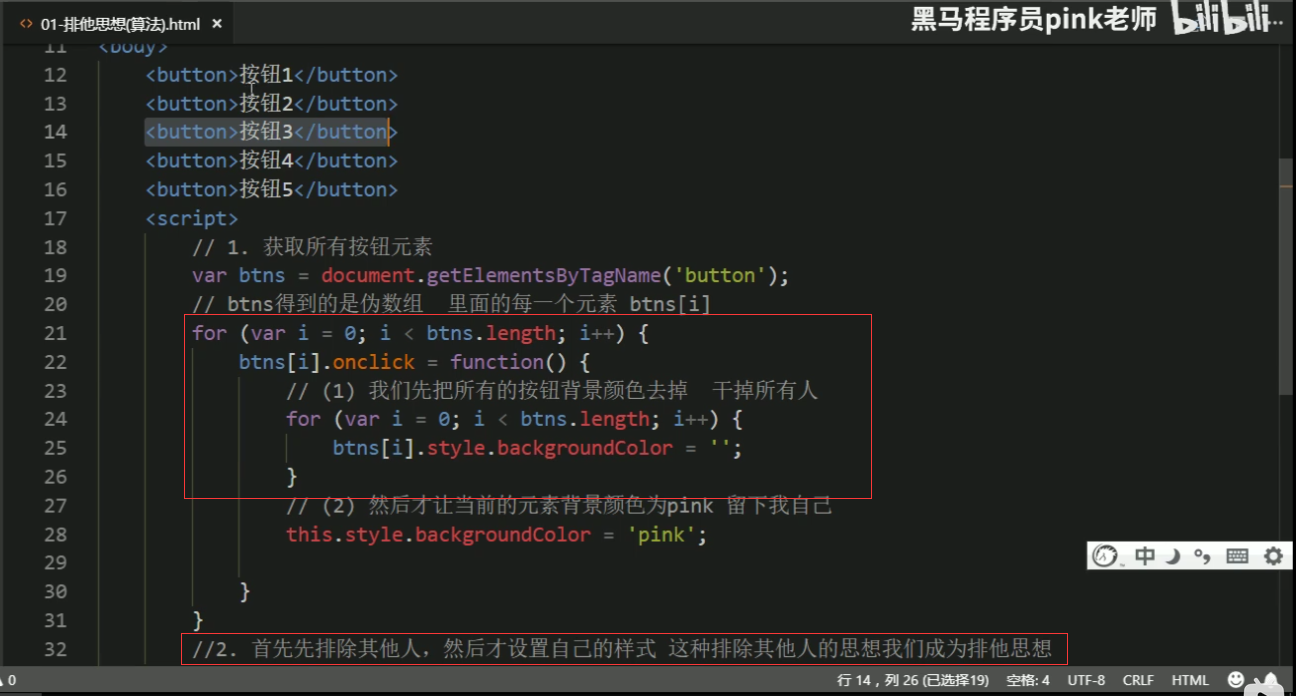 01-排他思想(算法).html ×
黑马程序员pink老师 bilibili
11 <body>
12 <button>按钮1</button>
13 <button>按钮2</button>
14 <button>按钮3</button>
15 <button>按钮4</button>
16 <button>按钮5</button>
17 <script>
18 // 1. 获取所有按钮元素
19 var btns = document.getElementsByTagName('button');
20 // btns得到的是伪数组 里面的每一个元素 btns[i]
21 for (var i = 0; i < btns.length; i++) {
22 btns[i].onclick = function() {
23 // (1) 我们先把所有的按钮背景颜色去掉 干掉所有人
24 for (var i = 0; i < btns.length; i++) {
25 btns[i].style.backgroundColor = '';
26 }
27 // (2) 然后才让当前的元素背景颜色为pink 留下我自己
28 this.style.backgroundColor = 'pink';
29
30 }
31 }
32 //2. 首先先排除其他人，然后才设置自己的样式 这种排除其他人的思想我们成为排他思想
中
0 行 14，列 26 (已选择19) 空格: 4 UTF-8 CRLF HTML